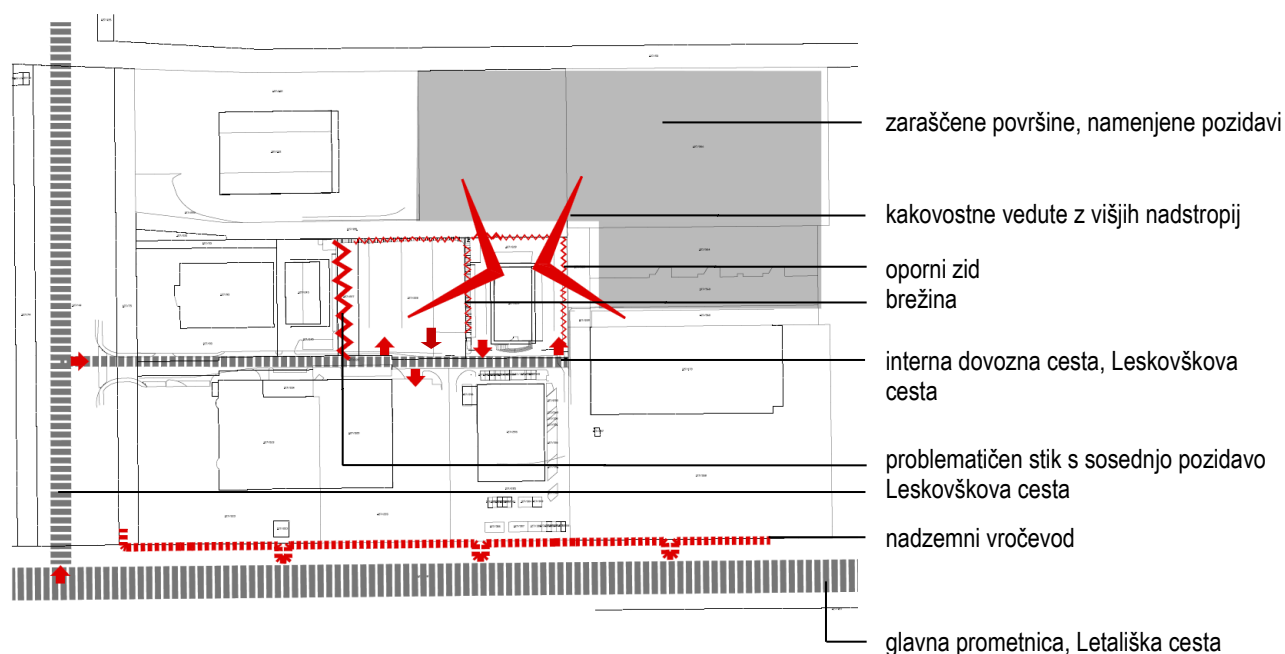 zaraščene površine, namenjene pozidavi
kakovostne vedute z višjih nadstropij
oporni zid
brežina
interna dovozna cesta, Leskovškova
cesta
problematičen stik s sosednjo pozidavo
Leskovškova cesta
nadzemni vročevod
glavna prometnica, Letališka cesta